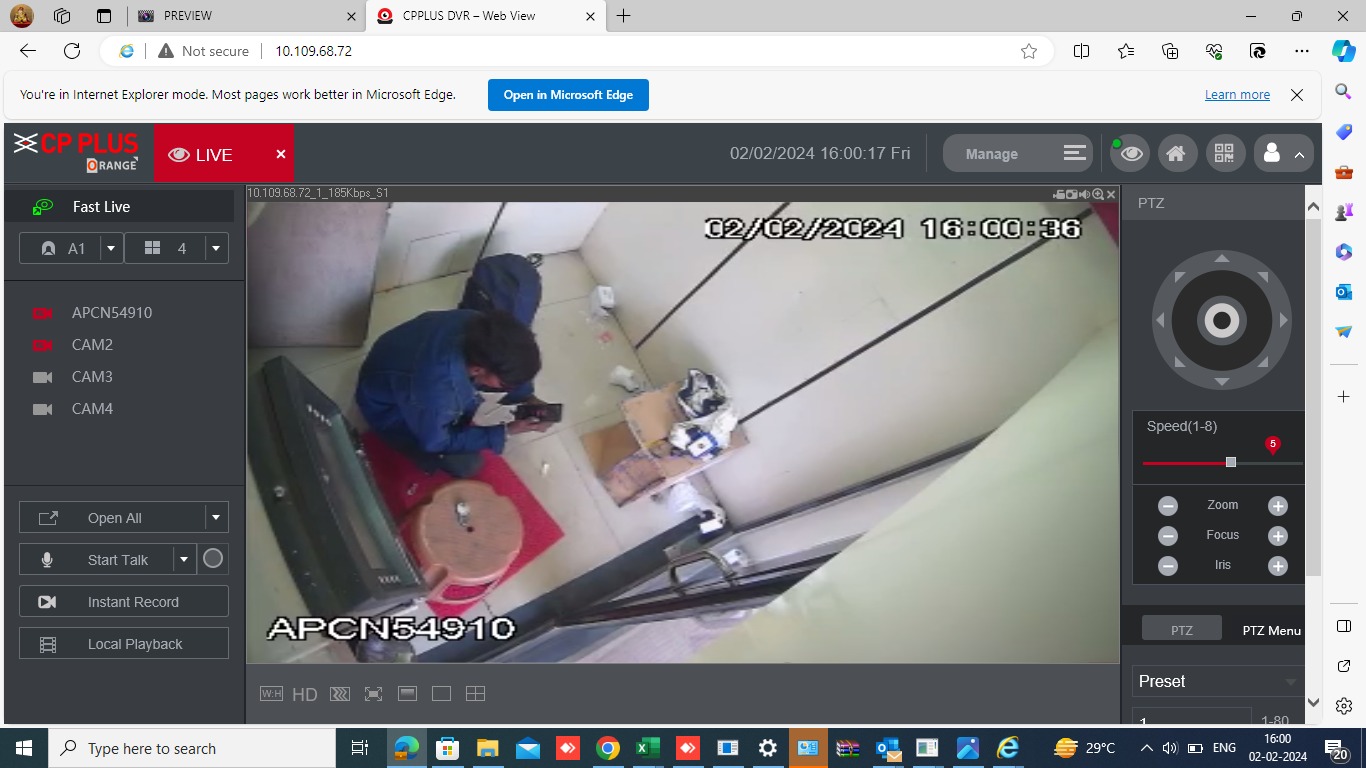 PREVIEW
CPPLUS DVR – Web View
Not secure
10.109.68.72
You're in Internet Explorer mode. Most pages work better in Microsoft Edge.
Open in Microsoft Edge
Learn more
CP PLUS
ORANGE
LIVE
02/02/2024 16:00:17 Fri
Manage
Fast Live
10.109.68.72_1_185Kbps_S1
PTZ
02/02/2024 16:00:36
A1
4
APCN54910
CAM2
CAM3
CAM4
Speed(1-8)
5
Zoom
Focus
Iris
Open All
Start Talk
Instant Record
Local Playback
APCN54910
PTZ
PTZ Menu
Preset
1
1-80
W:H
HD
Type here to search
29°C
ENG
16:00
02-02-2024
20